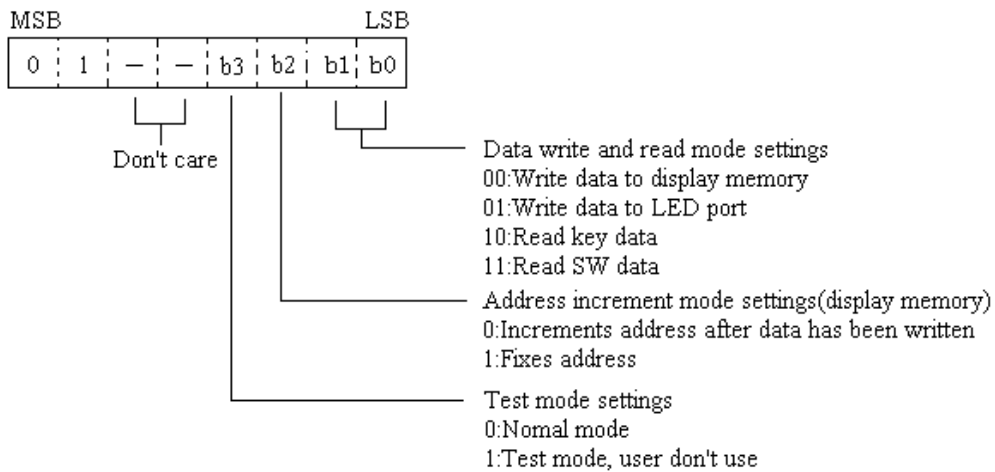 MSB LSB
0 1 — — b3 b2 b1 b0
Don't care
Data write and read mode settings
00:Write data to display memory
01:Write data to LED port
10:Read key data
11:Read SW data
Address increment mode settings(display memory)
0:Increments address after data has been written
1:Fixes address
Test mode settings
0:Nomal mode
1:Test mode, user don't use